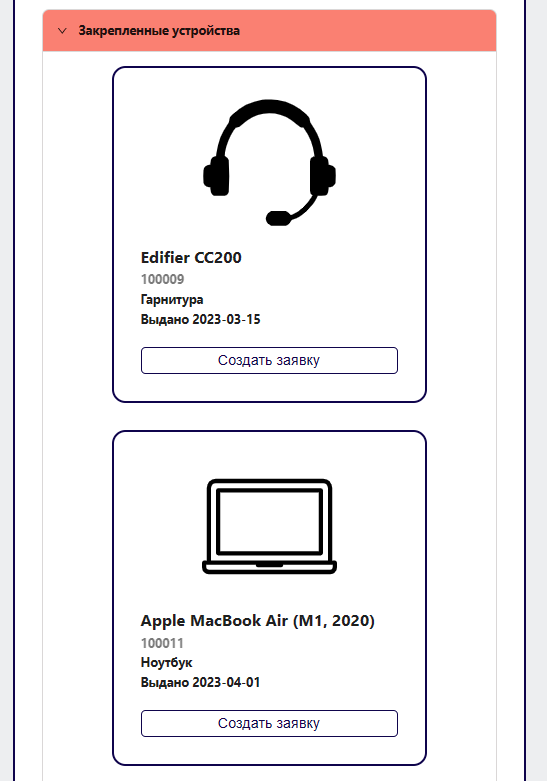 Закрепленные устройства
Edifier CC200
100009
Гарнитура
Выдано 2023-03-15
Создать заявку
Apple MacBook Air (M1, 2020)
100011
Ноутбук
Выдано 2023-04-01
Создать заявку